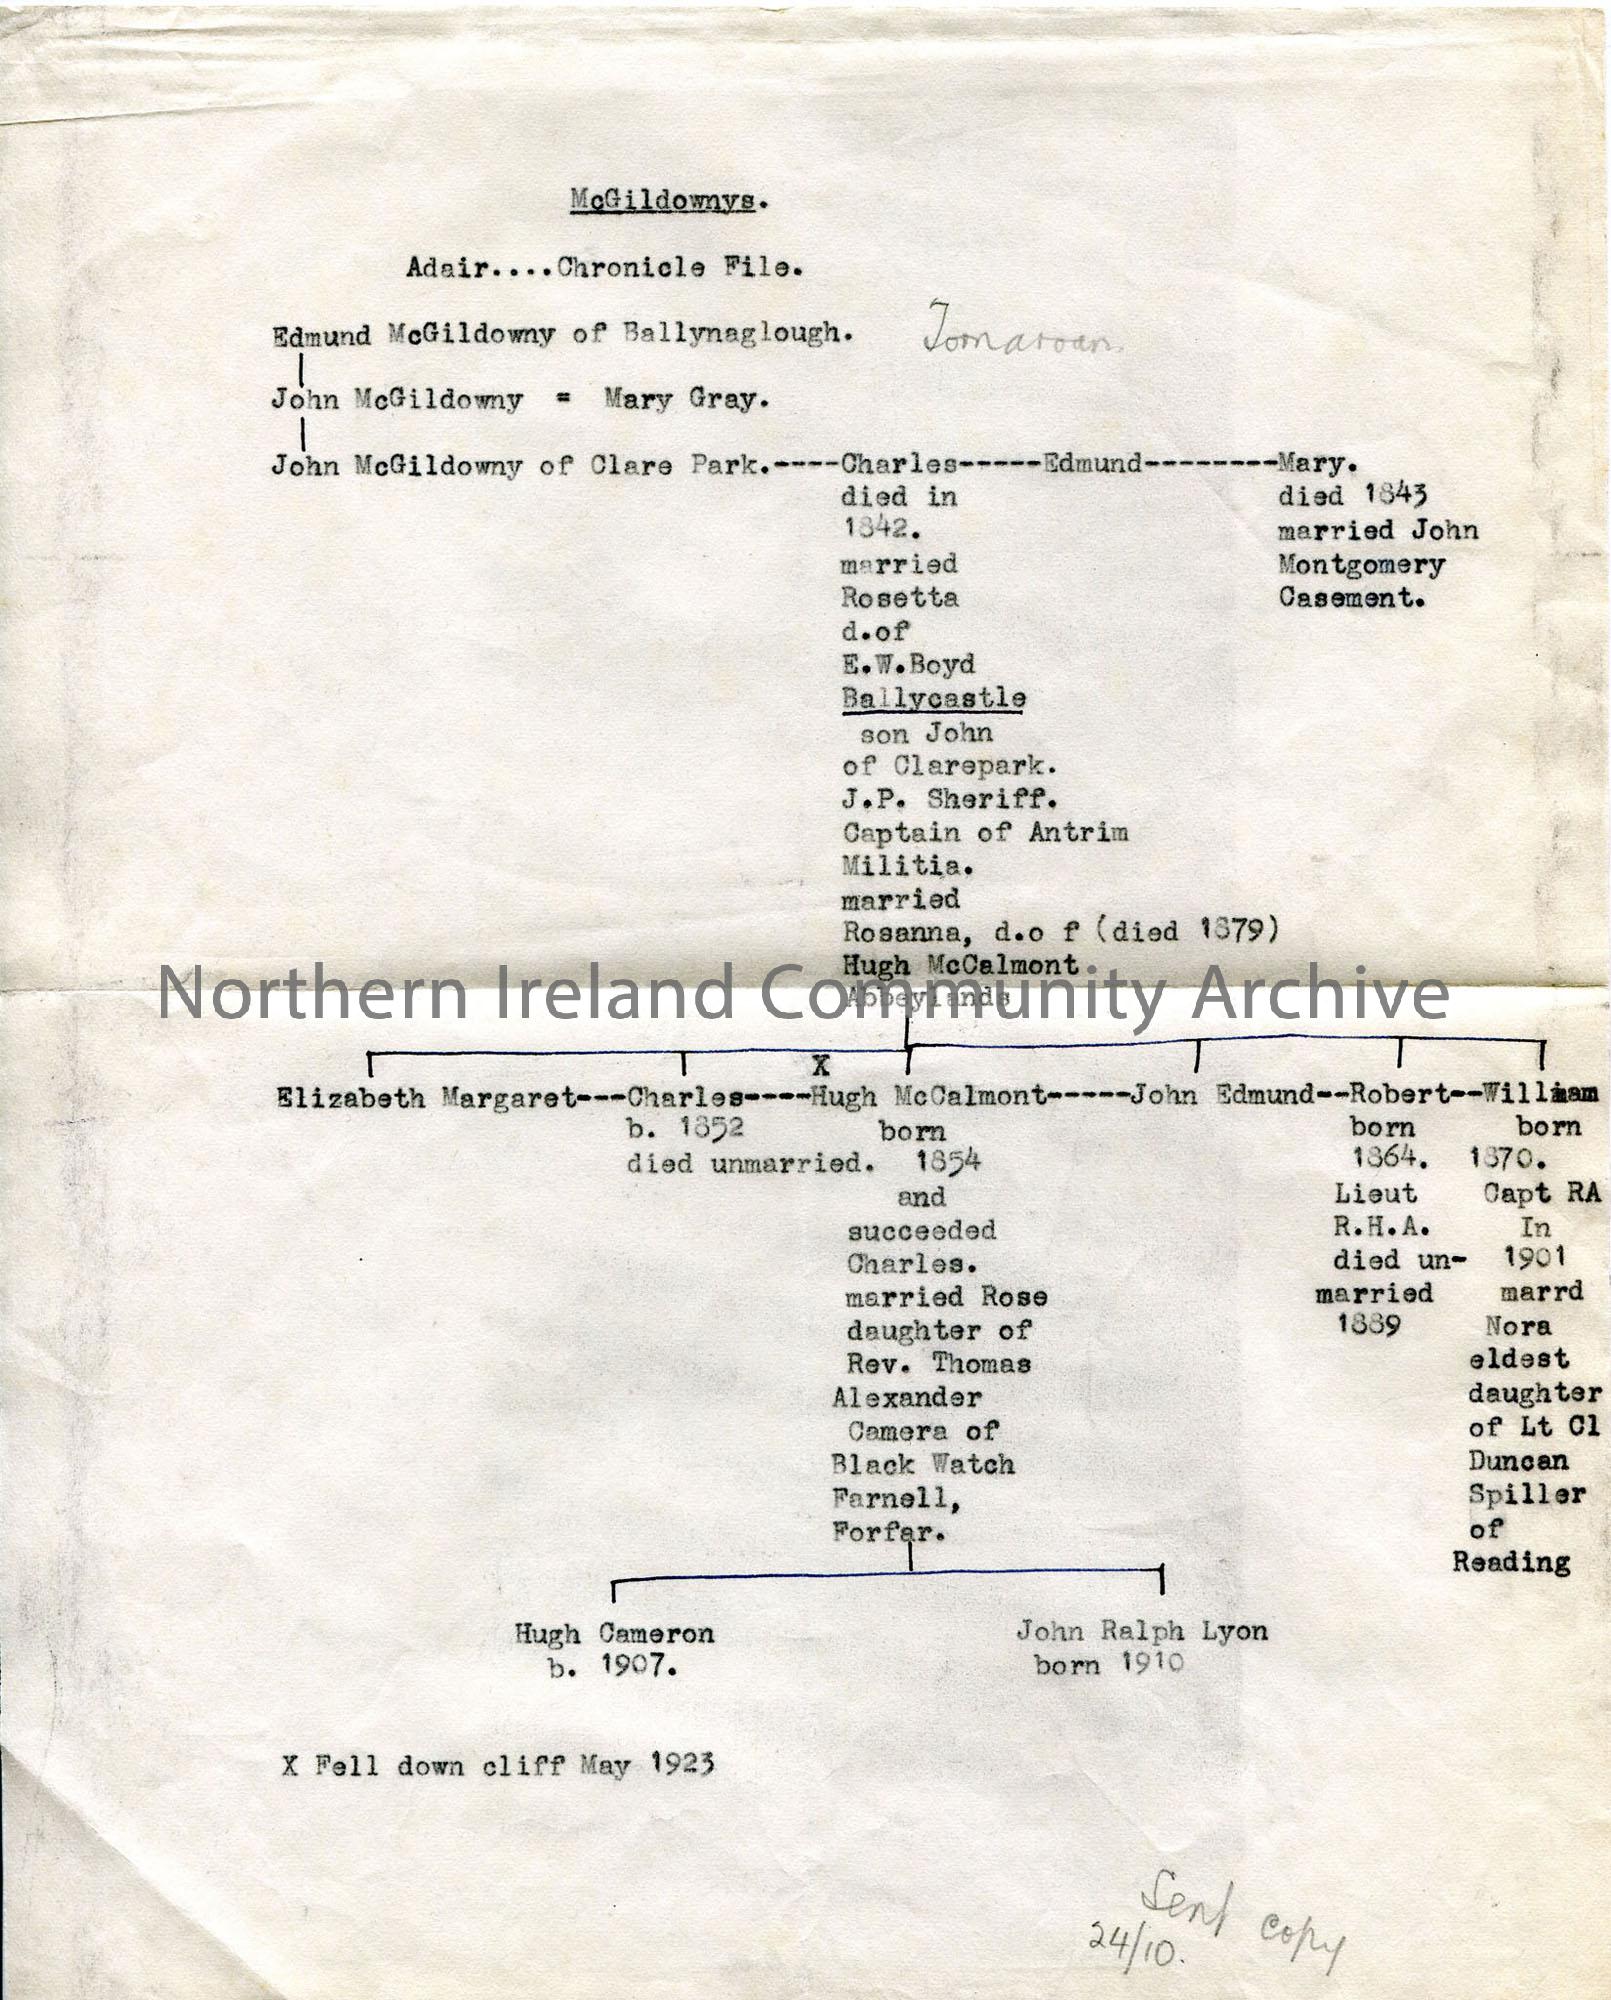 McGildownys.
Adair....Chronicle File.
Edmund McGildowny of Ballynaglough. Tornaroan
John McGildowny = Mary Gray.
John McGildowny of Clare Park.----Charles-----Edmund--------Mary.
died in
1842.
married
Rosetta
d.of
E.W.Boyd
Ballycastle
son John
of Clarepark.
J.P. Sheriff.
Captain of Antrim
Militia.
married
Rosanna, d.o f (died 1879)
Hugh McCalmont
Abbeylands
died 1843
married John
Montgomery
Casement.
Northern Ireland Community Archive
X
Elizabeth Margaret---Charles----Hugh McCalmont-----John Edmund--Robert--William
b. 1852
died unmarried.
born
1854
and
succeeded
Charles.
married Rose
daughter of
Rev. Thomas
Alexander
Camera of
Black Watch
Farnell,
Forfar.
born
1864.
Lieut
R.H.A.
died un-
married
1889
born
1870.
Capt RA
In
1901
marrd
Nora
eldest
daughter
of Lt Cl
Duncan
Spiller
of
Reading
Hugh Cameron
b. 1907.
John Ralph Lyon
born 1910
X Fell down cliff May 1923
Sent copy
24/10.